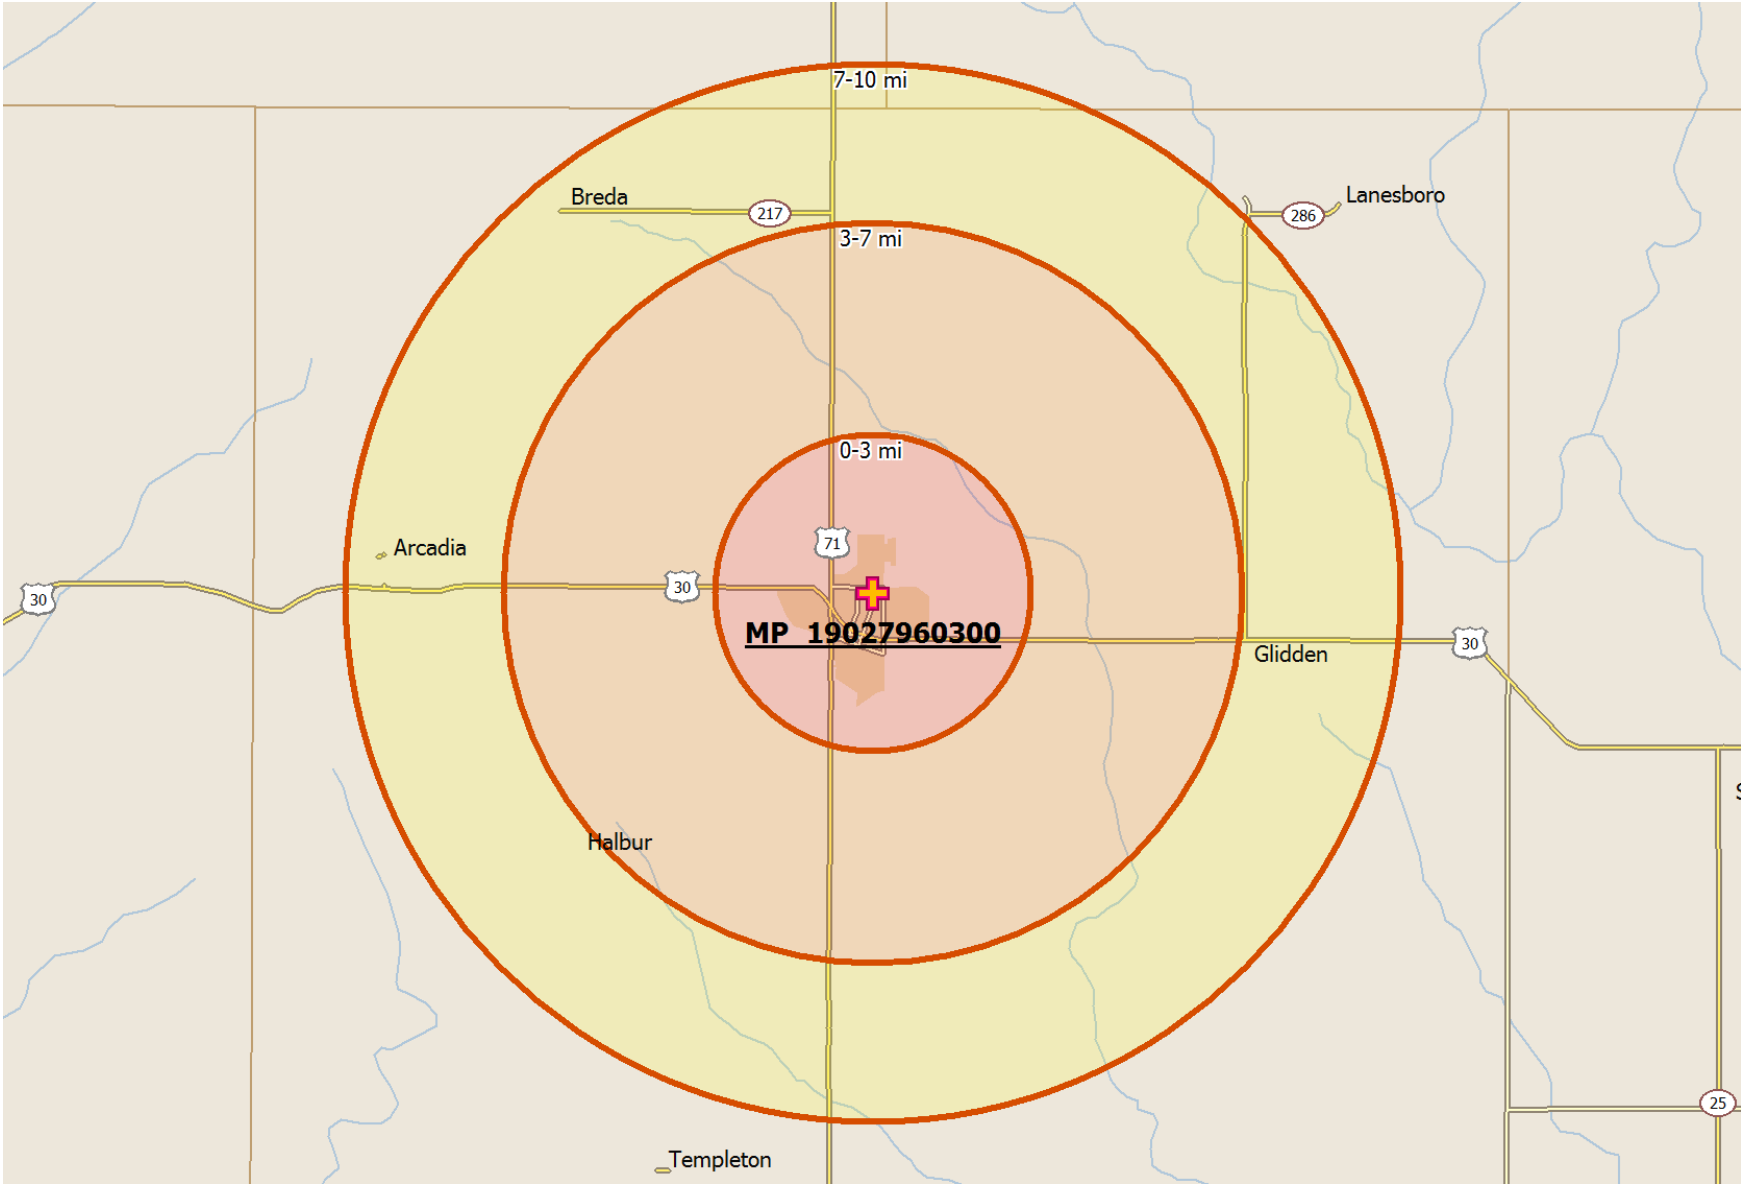 7-10 mi
Breda
217
Lanesboro
286
3-7 mi
0-3 mi
71
Arcadia
30
30
MP 19027960300
30
Glidden
Halbur
25
Templeton